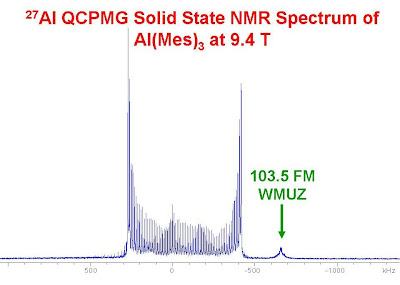 ²⁷Al QCPMG Solid State NMR Spectrum of
Al(Mes)₃ at 9.4 T
103.5 FM
WMUZ
500 0 -500 -1000 kHz